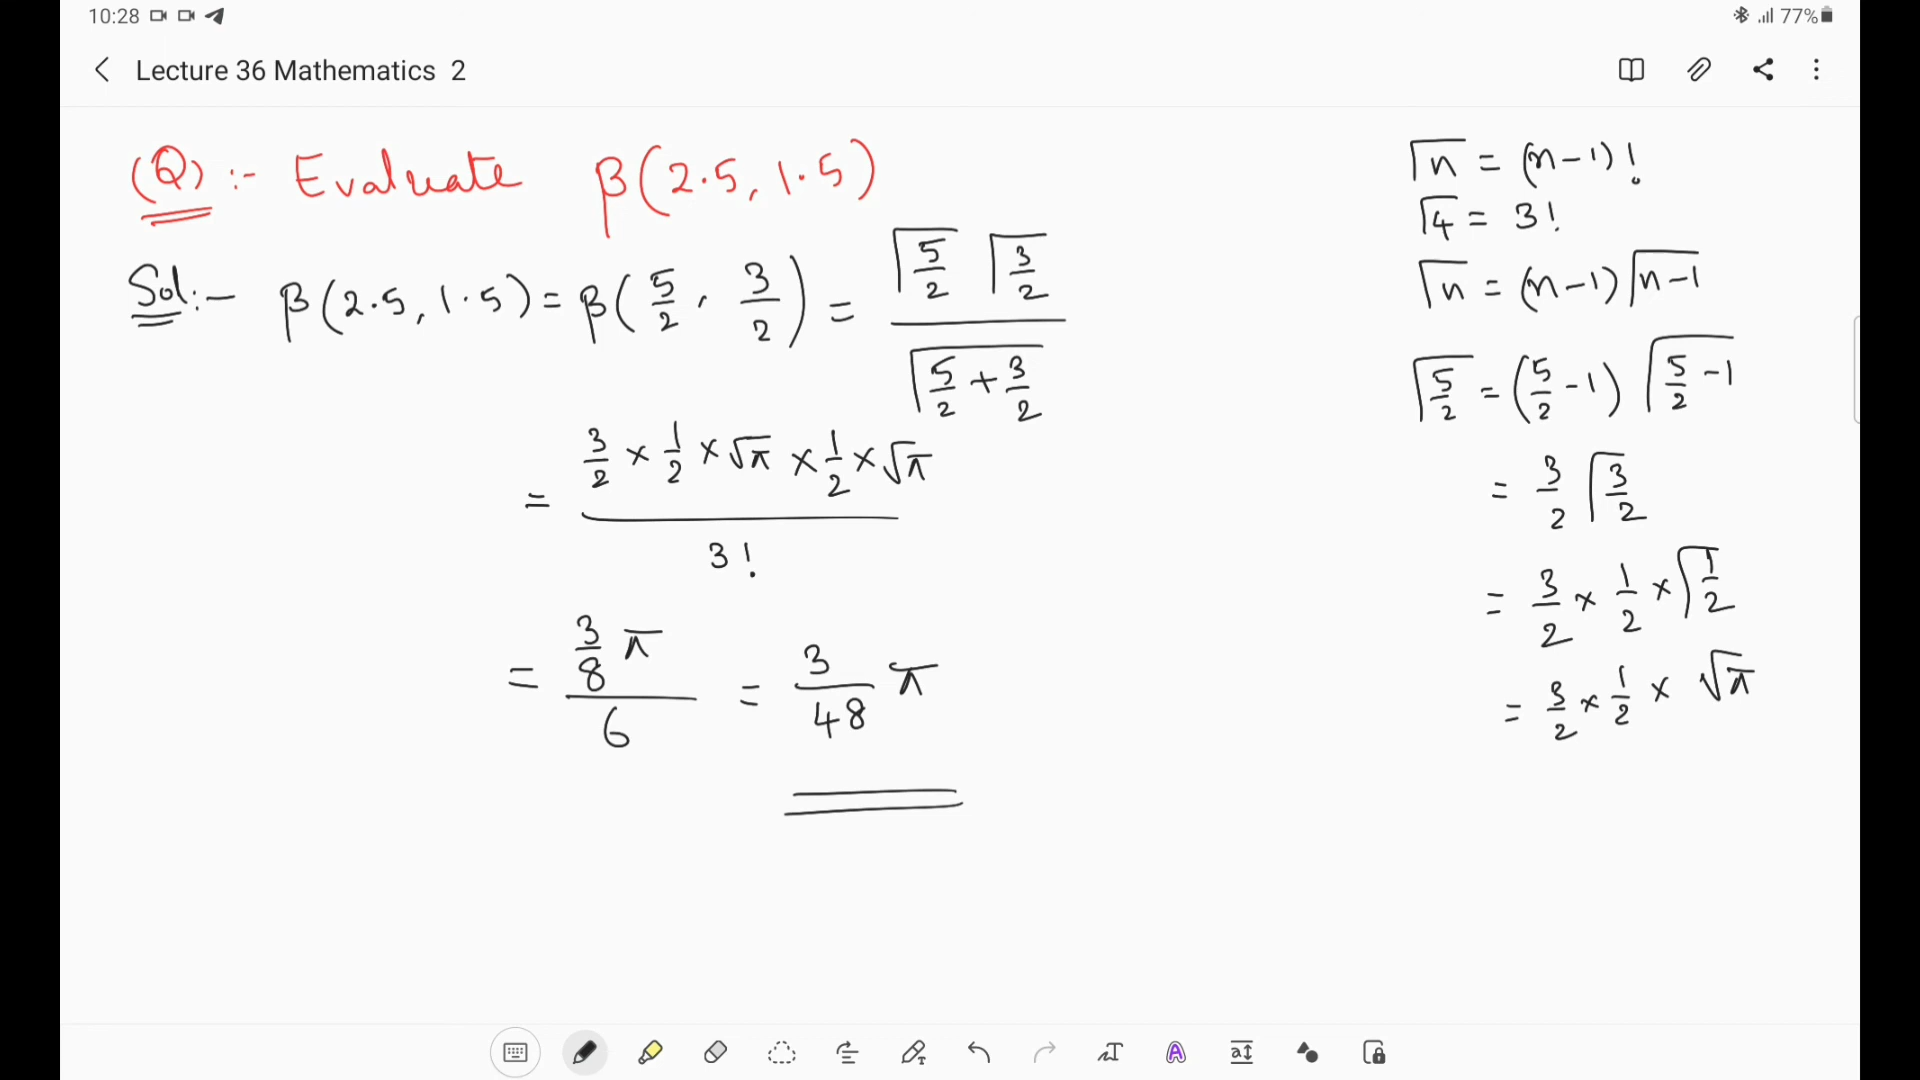 10:28 77%
Lecture 36 Mathematics 2
(Q) :- Evaluate β(2.5, 1.5)
Sol:- β(2.5, 1.5) = β(5/2, 3/2) = Γ5/2 Γ3/2 / Γ5/2+3/2
= 3/2 × 1/2 × √π × 1/2 × √π / 3!
= 3/8 π / 6 = 3/48 π
Γn = (n-1)!
Γ4 = 3!
Γn = (n-1) Γn-1
Γ5/2 = (5/2 - 1) Γ5/2 - 1
= 3/2 Γ3/2
= 3/2 × 1/2 × Γ1/2
= 3/2 × 1/2 × √π